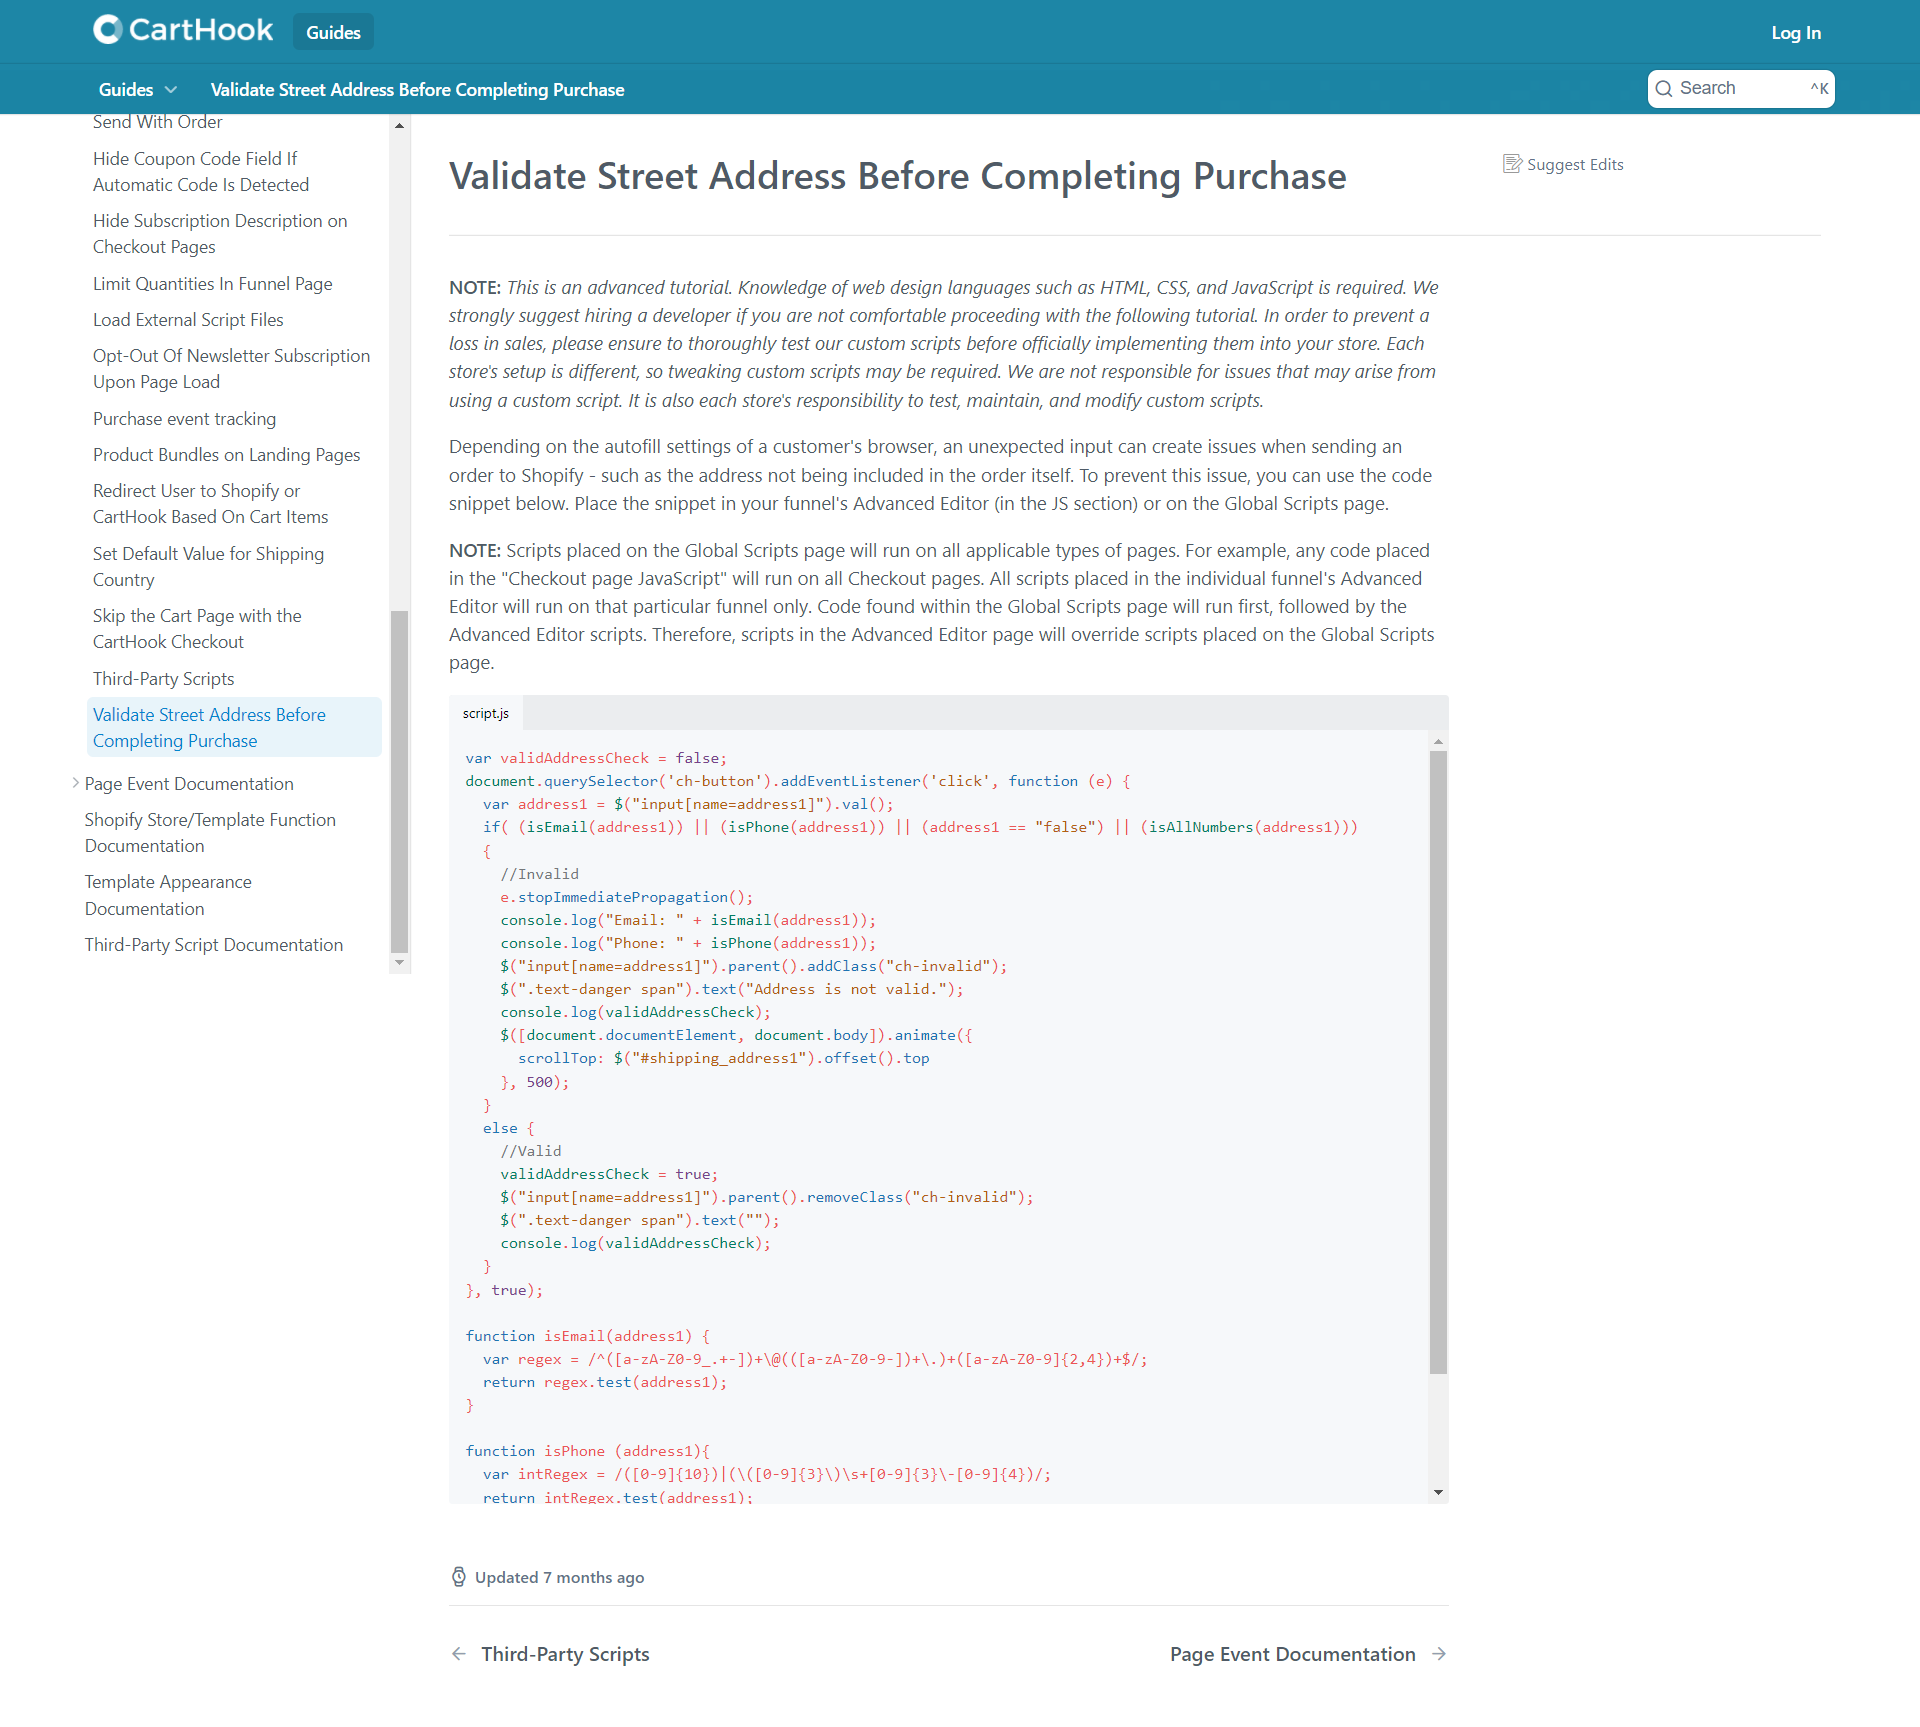 CartHook
Guides
Log In
Guides
Validate Street Address Before Completing Purchase
Search
^K
Send With Order
Hide Coupon Code Field If
Automatic Code Is Detected
Hide Subscription Description on
Checkout Pages
Limit Quantities In Funnel Page
Load External Script Files
Opt-Out Of Newsletter Subscription
Upon Page Load
Purchase event tracking
Product Bundles on Landing Pages
Redirect User to Shopify or
CartHook Based On Cart Items
Set Default Value for Shipping
Country
Skip the Cart Page with the
CartHook Checkout
Third-Party Scripts
Validate Street Address Before
Completing Purchase
Page Event Documentation
Shopify Store/Template Function
Documentation
Template Appearance
Documentation
Third-Party Script Documentation
Validate Street Address Before Completing Purchase
Suggest Edits
NOTE: This is an advanced tutorial. Knowledge of web design languages such as HTML, CSS, and JavaScript is required. We
strongly suggest hiring a developer if you are not comfortable proceeding with the following tutorial. In order to prevent a
loss in sales, please ensure to thoroughly test our custom scripts before officially implementing them into your store. Each
store's setup is different, so tweaking custom scripts may be required. We are not responsible for issues that may arise from
using a custom script. It is also each store's responsibility to test, maintain, and modify custom scripts.
Depending on the autofill settings of a customer's browser, an unexpected input can create issues when sending an
order to Shopify - such as the address not being included in the order itself. To prevent this issue, you can use the code
snippet below. Place the snippet in your funnel's Advanced Editor (in the JS section) or on the Global Scripts page.
NOTE: Scripts placed on the Global Scripts page will run on all applicable types of pages. For example, any code placed
in the "Checkout page JavaScript" will run on all Checkout pages. All scripts placed in the individual funnel's Advanced
Editor will run on that particular funnel only. Code found within the Global Scripts page will run first, followed by the
Advanced Editor scripts. Therefore, scripts in the Advanced Editor page will override scripts placed on the Global Scripts
page.
script.js
var validAddressCheck = false;
document.querySelector('ch-button').addEventListener('click', function (e) {
  var address1 = $("input[name=address1]").val();
  if( (isEmail(address1)) || (isPhone(address1)) || (address1 == "false") || (isAllNumbers(address1)))
  {
    //Invalid
    e.stopImmediatePropagation();
    console.log("Email: " + isEmail(address1));
    console.log("Phone: " + isPhone(address1));
    $("input[name=address1]").parent().addClass("ch-invalid");
    $(".text-danger span").text("Address is not valid.");
    console.log(validAddressCheck);
    $([document.documentElement, document.body]).animate({
      scrollTop: $("#shipping_address1").offset().top
    }, 500);
  }
  else {
    //Valid
    validAddressCheck = true;
    $("input[name=address1]").parent().removeClass("ch-invalid");
    $(".text-danger span").text("");
    console.log(validAddressCheck);
  }
}, true);
function isEmail(address1) {
  var regex = /^([a-zA-Z0-9_.+-])+\@(([a-zA-Z0-9-])+\.)+([a-zA-Z0-9]{2,4})+$/;
  return regex.test(address1);
}
function isPhone (address1){
  var intRegex = /([0-9]{10})|(\([0-9]{3}\)\s+[0-9]{3}\-[0-9]{4})/;
  return intRegex.test(address1);
Updated 7 months ago
← Third-Party Scripts
Page Event Documentation →